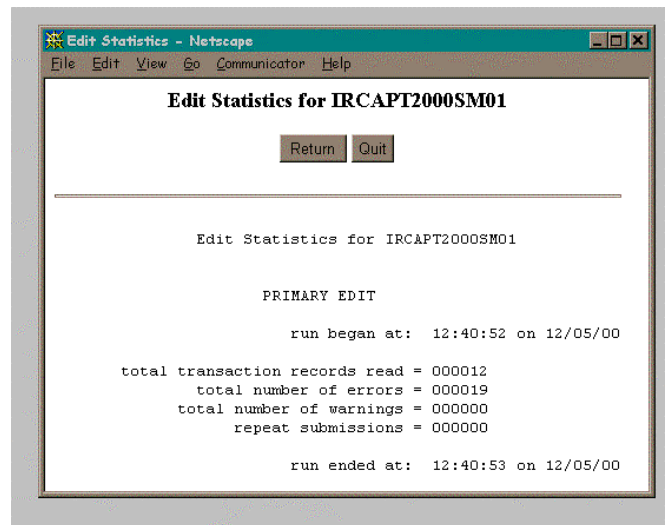 Edit Statistics - Netscape
File Edit View Go Communicator Help
Edit Statistics for IRCAPT2000SM01
Return Quit
Edit Statistics for IRCAPT2000SM01
PRIMARY EDIT
run began at: 12:40:52 on 12/05/00
total transaction records read = 000012
total number of errors = 000019
total number of warnings = 000000
repeat submissions = 000000
run ended at: 12:40:53 on 12/05/00